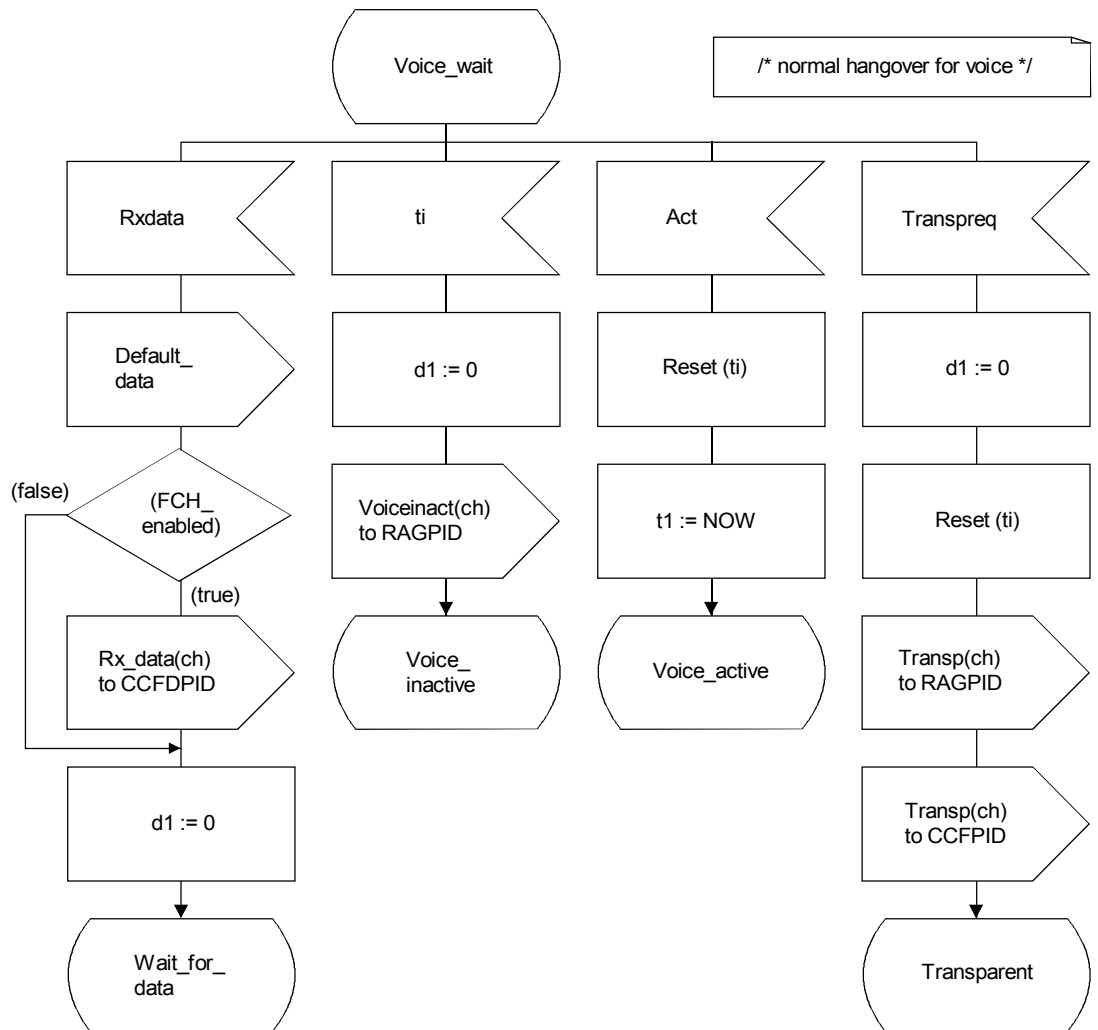 Voice_wait
/* normal hangover for voice */
Rxdata
ti
Act
Transpreq
Default_
data
d1 := 0
Reset (ti)
d1 := 0
(false)
(FCH_
enabled)
(true)
Voiceinact(ch)
to RAGPID
t1 := NOW
Reset (ti)
Rx_data(ch)
to CCFDPID
Voice_
inactive
Voice_active
Transp(ch)
to RAGPID
d1 := 0
Transp(ch)
to CCFPID
Wait_for_
data
Transparent